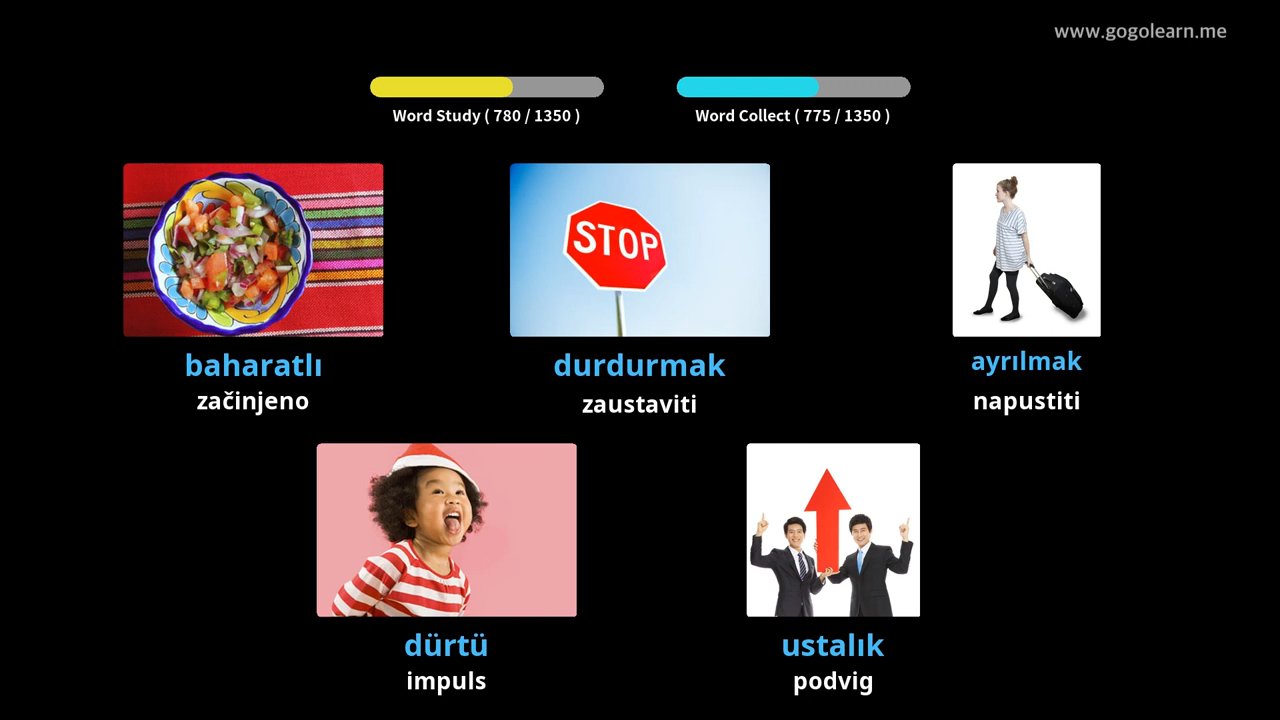 www.gogolearn.me
Word Study ( 780 / 1350 )
Word Collect ( 775 / 1350 )
STOP
baharatlı
začinjeno
durdurmak
zaustaviti
ayrılmak
napustiti
dürtü
impuls
ustalık
podvig